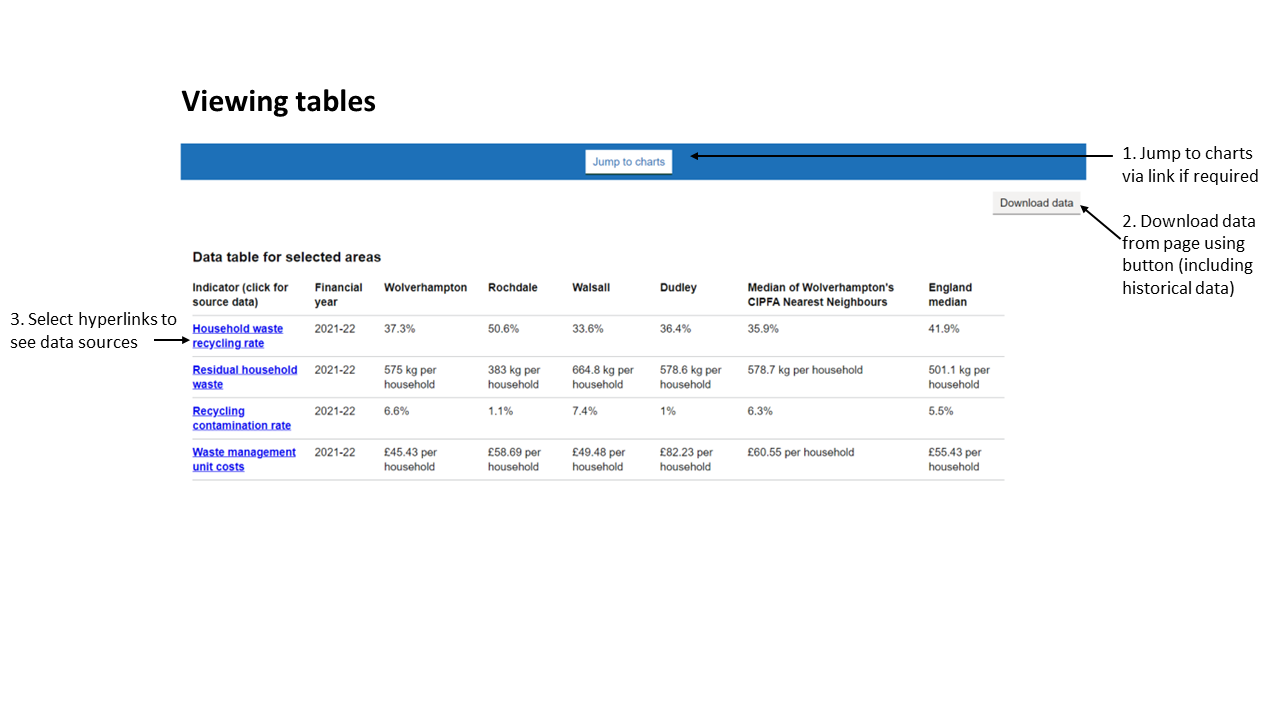 Viewing tables
Jump to charts
1. Jump to charts
via link if required
Download data
2. Download data
from page using
button (including
historical data)
Data table for selected areas
Indicator (click for
source data)
Financial
year
Wolverhampton
Rochdale
Walsall
Dudley
Median of Wolverhampton's
CIPFA Nearest Neighbours
England
median
3. Select hyperlinks to
see data sources
Household waste
recycling rate
2021-22
37.3%
50.6%
33.6%
36.4%
35.9%
41.9%
Residual household
waste
2021-22
575 kg per
household
383 kg per
household
664.8 kg per
household
578.6 kg per
household
578.7 kg per household
501.1 kg per
household
Recycling
contamination rate
2021-22
6.6%
1.1%
7.4%
1%
6.3%
5.5%
Waste management
unit costs
2021-22
£45.43 per
household
£58.69 per
household
£49.48 per
household
£82.23 per
household
£60.55 per household
£55.43 per
household